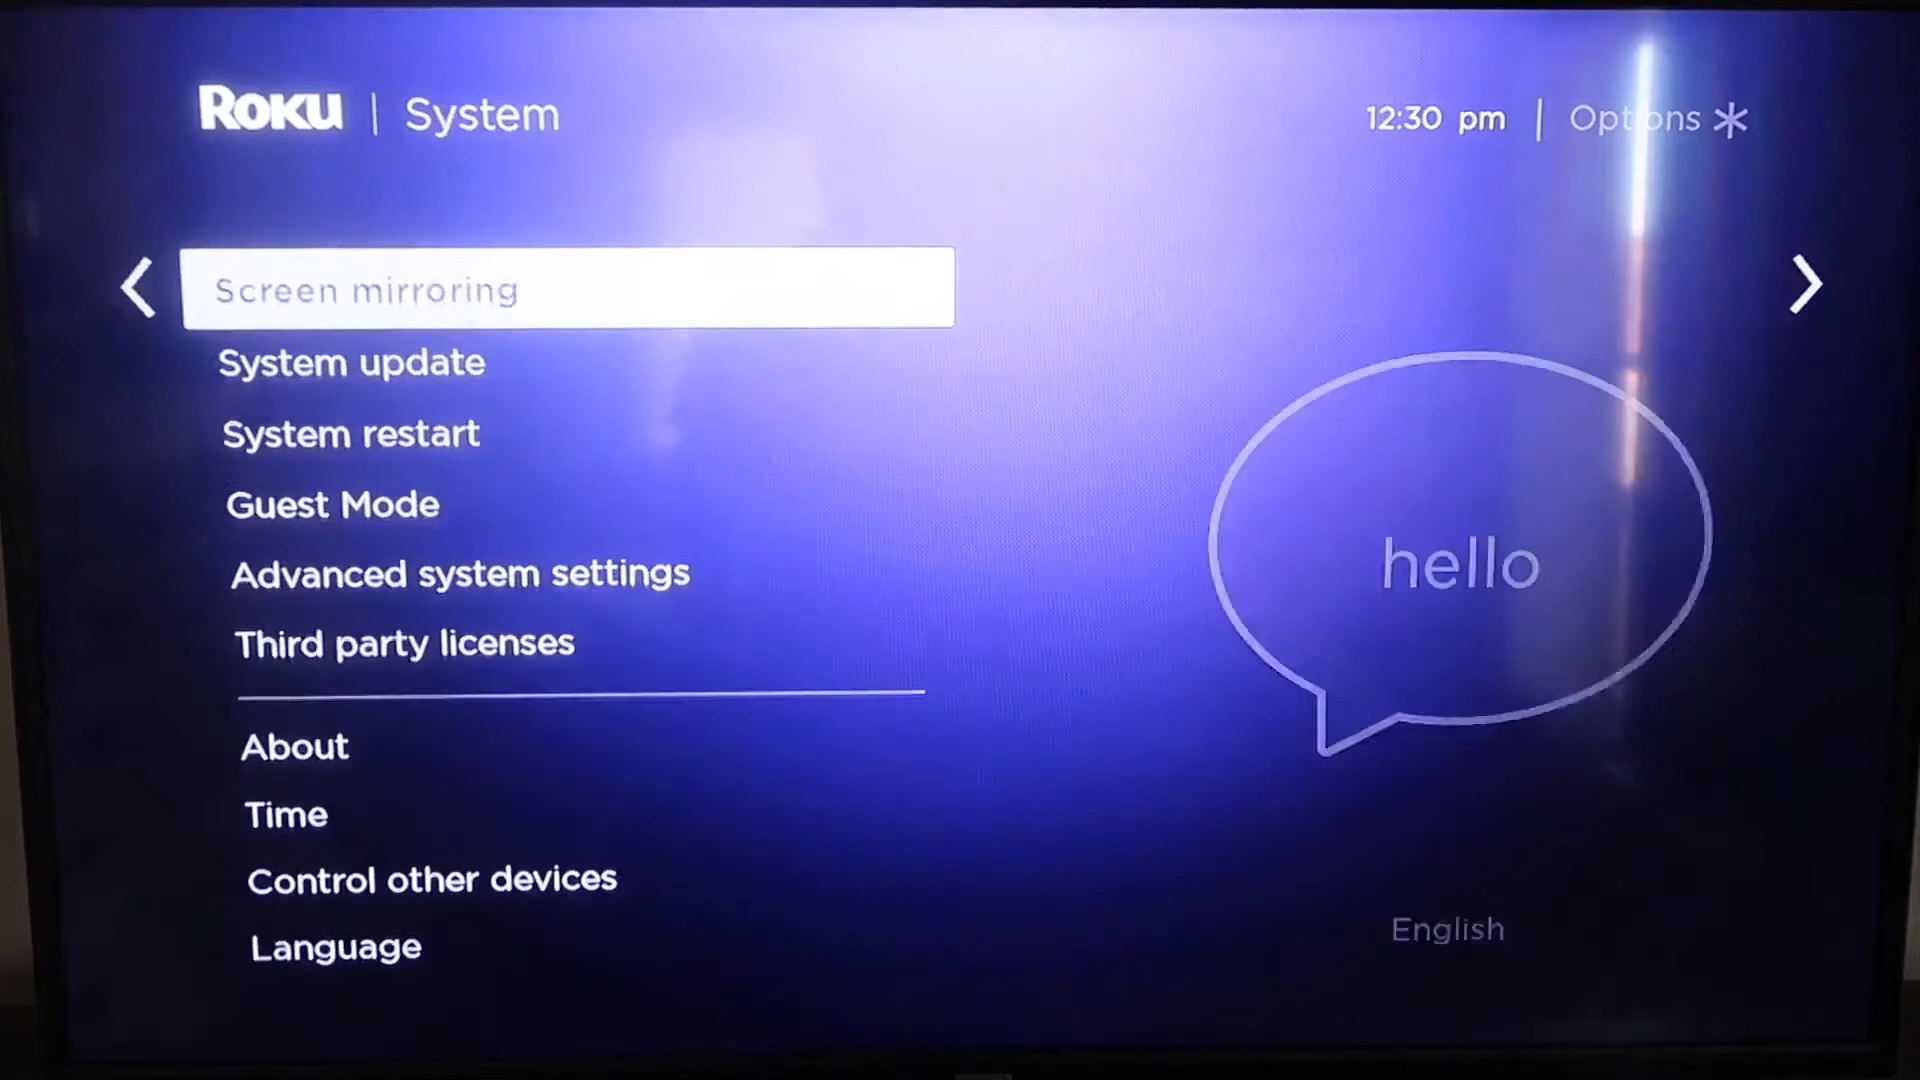 Roku | System
12:30 pm | Options *
Screen mirroring
System update
System restart
Guest Mode
Advanced system settings
Third party licenses
About
Time
Control other devices
Language
hello
English